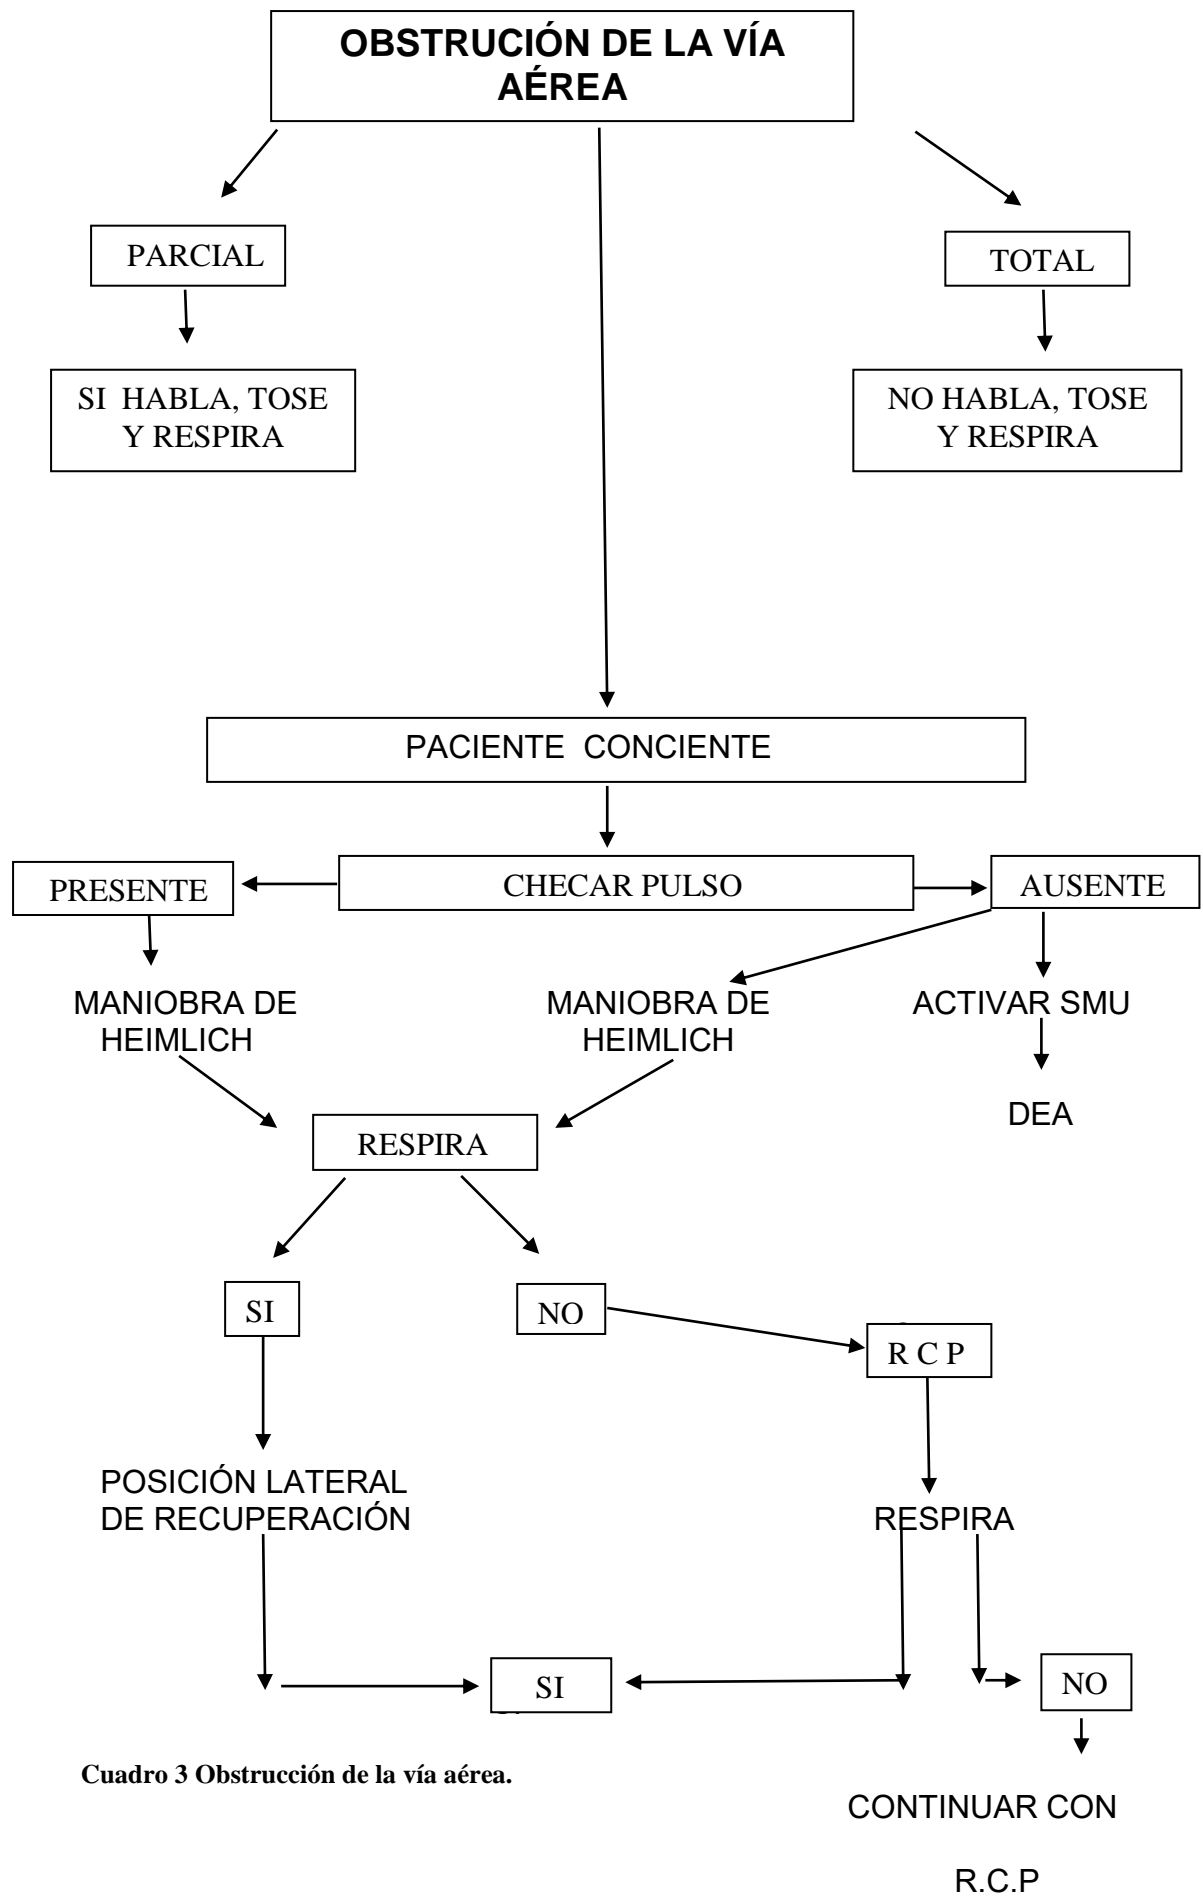 OBSTRUCIÓN DE LA VÍA
AÉREA
PARCIAL
TOTAL
SI HABLA, TOSE
Y RESPIRA
NO HABLA, TOSE
Y RESPIRA
PACIENTE CONCIENTE
PRESENTE
CHECAR PULSO
AUSENTE
MANIOBRA DE
HEIMLICH
MANIOBRA DE
HEIMLICH
ACTIVAR SMU
DEA
RESPIRA
SI
NO
R C P
POSICIÓN LATERAL
DE RECUPERACIÓN
RESPIRA
SI
NO
Cuadro 3 Obstrucción de la vía aérea.
CONTINUAR CON
R.C.P